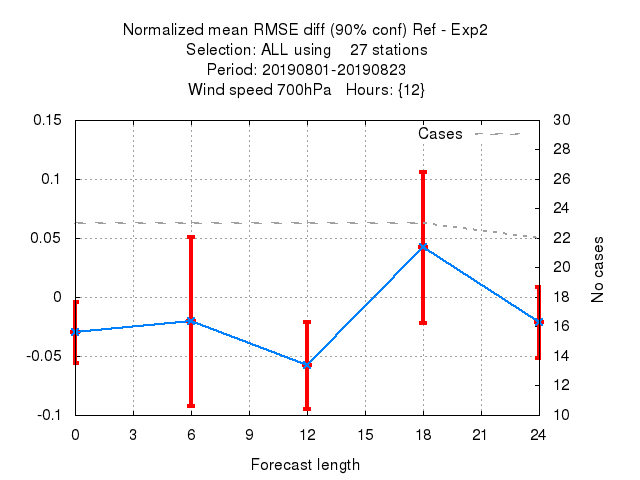 Normalized mean RMSE diff (90% conf) Ref - Exp2
Selection: ALL using    27 stations
Period: 20190801-20190823
Wind speed 700hPa   Hours: {12}
0.15
0.1
0.05
0
-0.05
-0.1
30
28
26
24
22
20
18
16
14
12
10
Cases
No cases
0 3 6 9 12 15 18 21 24
Forecast length